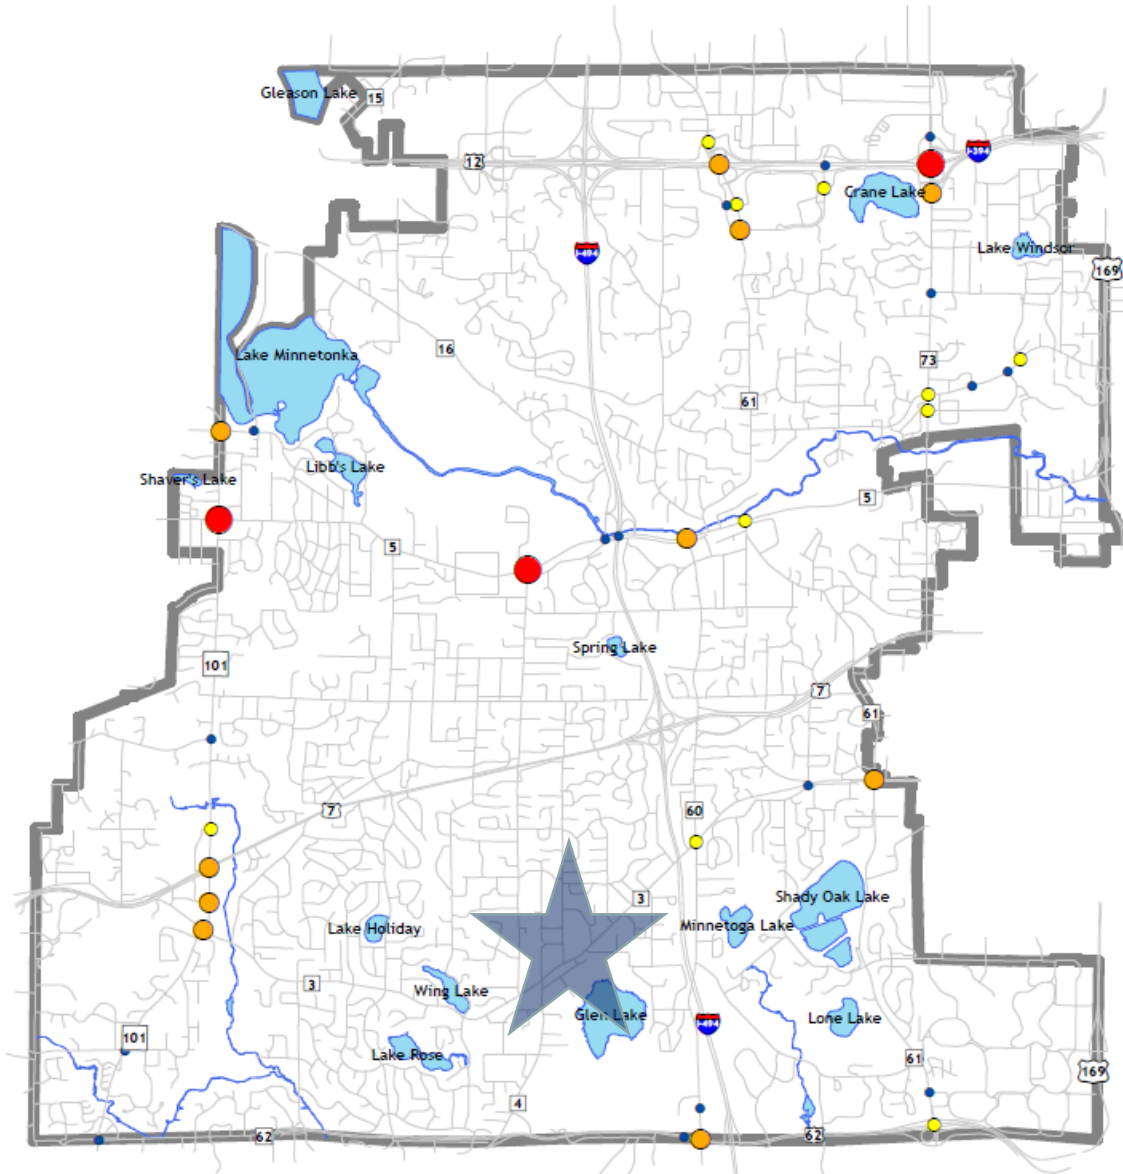 Gleason Lake
15
12
I-394
Crane Lake
Lake Windsor
I-494
169
Lake Minnetonka
16
73
61
Libb's Lake
Shaver's Lake
5
5
Spring Lake
101
7
61
7
60
Shady Oak Lake
3
Minnetoga Lake
Lake Holiday
3
Wing Lake
Glen Lake
Lone Lake
I-494
101
Lake Rose
61
169
4
62
62